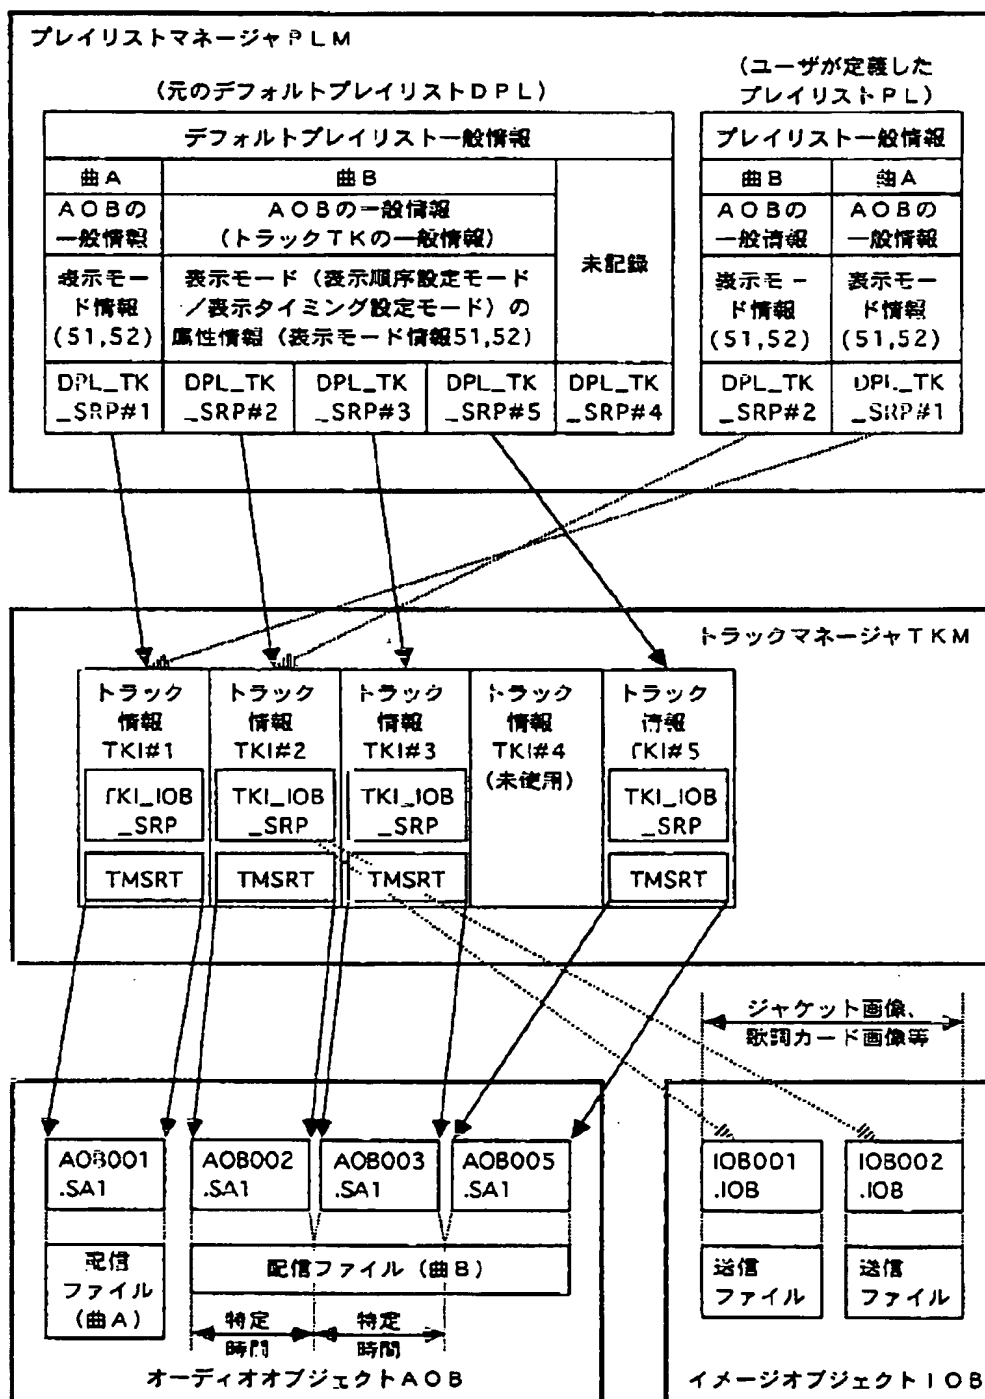 プレイリストマネージャPLM
(元のデフォルトプレイリストDPL)
(ユーザが定義した
プレイリストPL)
デフォルトプレイリスト一般情報
曲A
曲B
AOBの
一般情報
AOBの一般情報
(トラックTKの一般情報)
未記録
表示モー
ド情報
(51,52)
表示モード(表示順序設定モード
/表示タイミング設定モード)の
属性情報(表示モード情報51,52)
DPL_TK
_SRP#1
DPL_TK
_SRP#2
DPL_TK
_SRP#3
DPL_TK
_SRP#5
DPL_TK
_SRP#4
プレイリスト一般情報
曲B
曲A
AOBの
一般情報
AOBの
一般情報
表示モー
ド情報
(51,52)
表示モー
ド情報
(51,52)
DPL_TK
_SRP#2
DPL_TK
_SRP#1
トラックマネージャTKM
トラック
情報
TKI#1
TKI_IOB
_SRP
TMSRT
トラック
情報
TKI#2
TKI_IOB
_SRP
TMSRT
トラック
情報
TKI#3
TKI_IOB
_SRP
TMSRT
トラック
情報
TKI#4
(未使用)
トラック
情報
TKI#5
TKI_IOB
_SRP
TMSRT
ジャケット画像、
歌詞カード画像等
AOB001
.SA1
AOB002
.SA1
AOB003
.SA1
AOB005
.SA1
配信
ファイル
(曲A)
配信ファイル(曲B)
特定
時間
特定
時間
オーディオオブジェクトAOB
IOB001
.IOB
IOB002
.IOB
送信
ファイル
送信
ファイル
イメージオブジェクトIOB